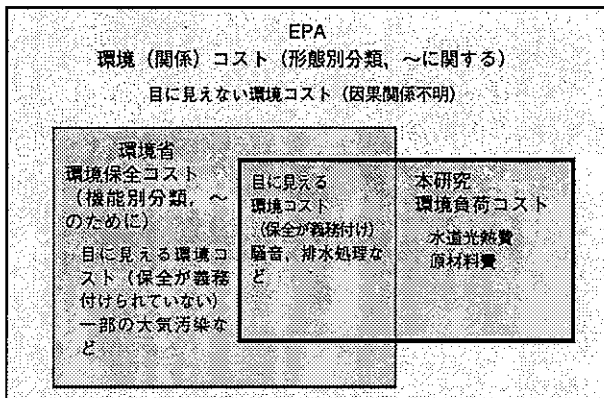 EPA
環境（関係）コスト（形態別分類，～に関する）
目に見えない環境コスト（因果関係不明）
環境省
環境保全コスト
（機能別分類，～
のために）
目に見える環境コ
スト（保全が義務
付けられていない）
一部の大気汚染な
ど
目に見える
環境コスト
（保全が義務付け）
騒音，排水処理な
ど
本研究
環境負荷コスト
水道光熱費
原材料費